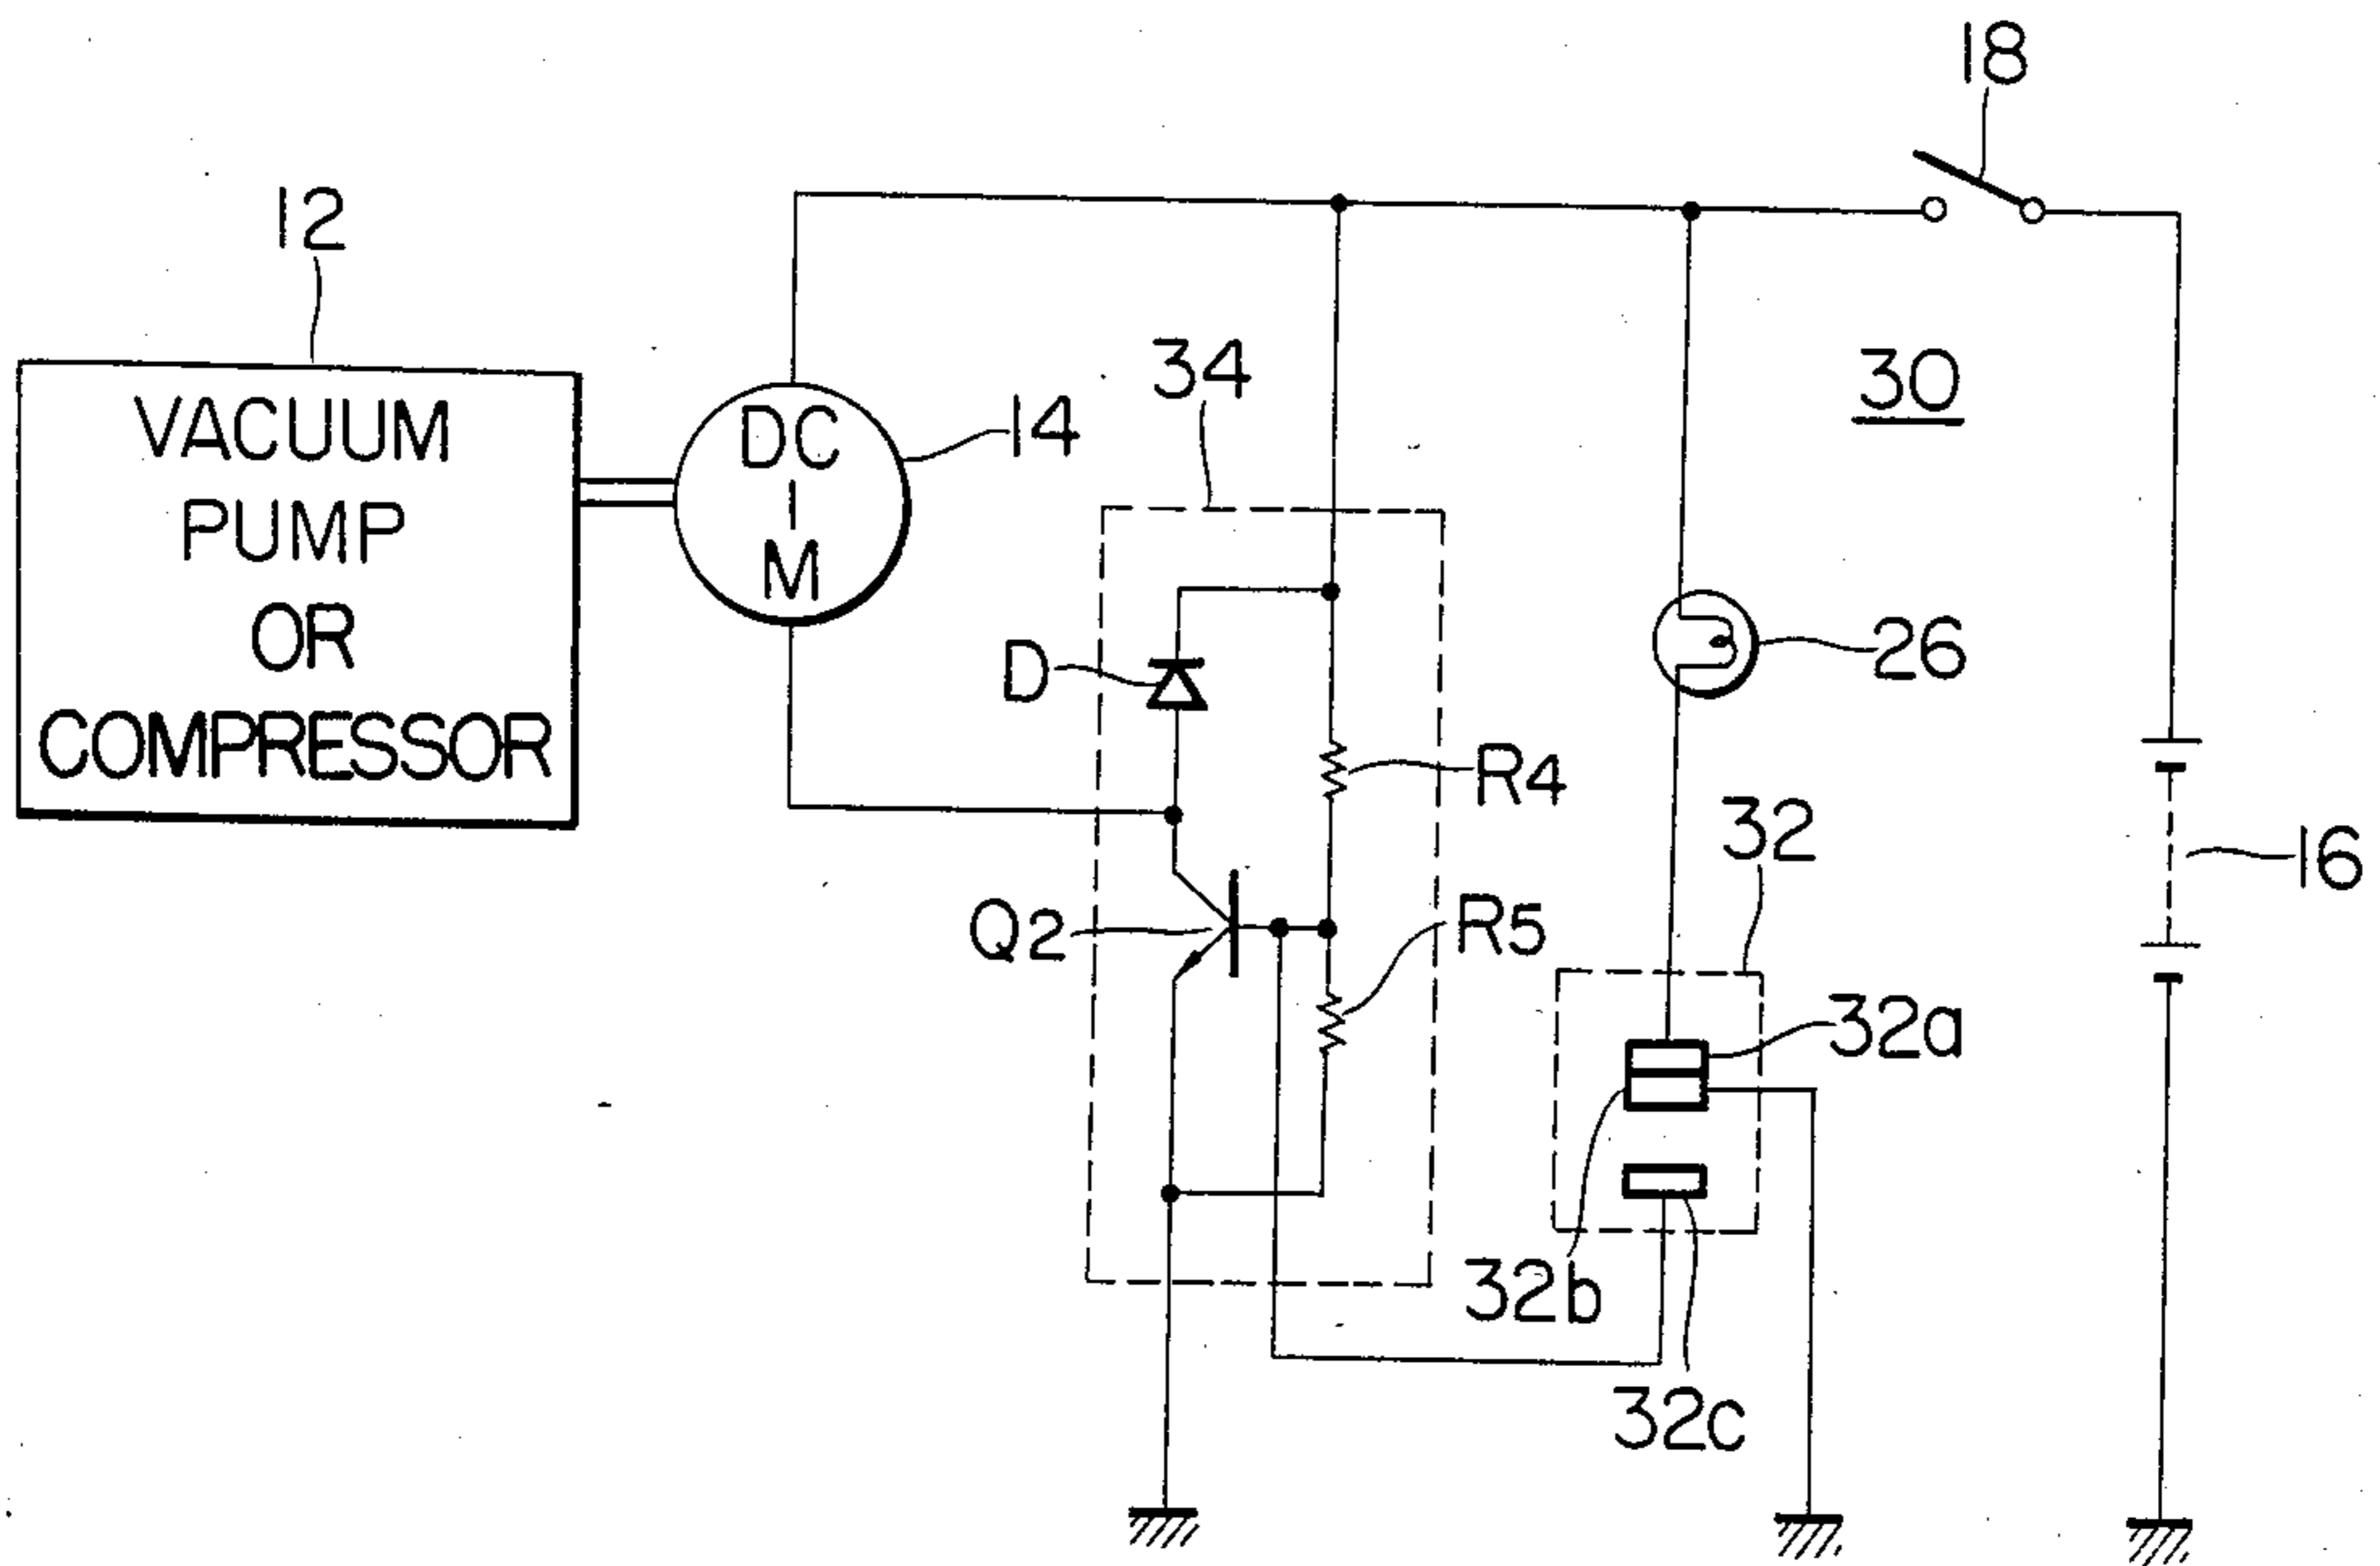 18
12
34
30
14
VACUUM
PUMP
OR
COMPRESSOR
DC
I
M
D
26
R4
32
16
Q2
R5
32a
32b
32c